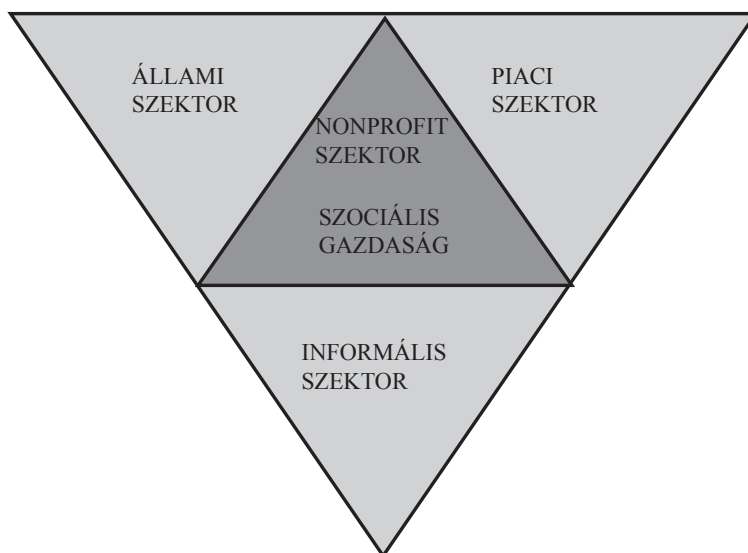 ÁLLAMI
SZEKTOR
PIACI
SZEKTOR
NONPROFIT
SZEKTOR
SZOCIÁLIS
GAZDASÁG
INFORMÁLIS
SZEKTOR